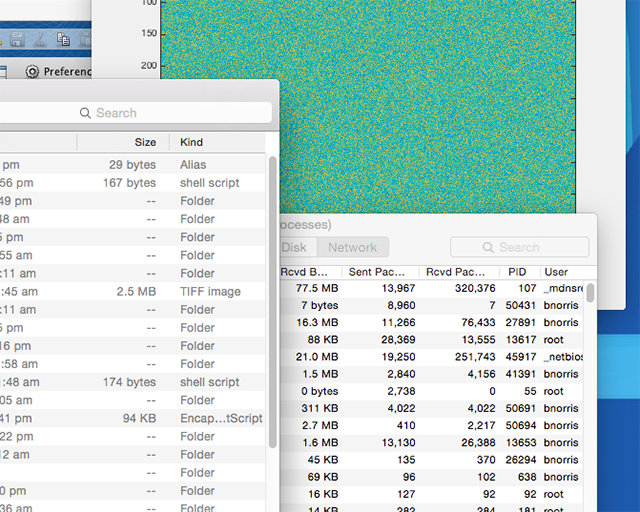 100
150
200
Preferenc
Search
Size Kind
pm 29 bytes Alias
:56 pm 167 bytes shell script
:49 pm -- Folder
48 am -- Folder
5 pm -- Folder
:55 am -- Folder
:11 am -- Folder
:45 am 2.5 MB TIFF image
:11 am -- Folder
5 pm -- Folder
16 pm -- Folder
:58 am -- Folder
1:48 am 174 bytes shell script
:05 am -- Folder
41 pm 94 KB Encap...tScript
22 pm -- Folder
12 am -- Folder
-- Folder
0 pm -- Folder
36 am -- Folder
ocesses)
Disk Network Search
Rcvd B... Sent Pac... Rcvd Pac... PID User
77.5 MB 13,967 320,376 107 _mdnsre
7 bytes 8,960 7 50431 bnorris
16.3 MB 11,266 76,433 27891 bnorris
88 KB 28,369 13,555 13617 root
21.0 MB 19,250 251,743 45917 _netbios
1.5 MB 2,840 4,156 41391 bnorris
0 bytes 2,738 0 55 root
311 KB 4,022 4,022 50691 bnorris
2.7 MB 410 2,217 50694 bnorris
1.6 MB 13,130 26,388 13653 bnorris
45 KB 135 370 26294 bnorris
69 KB 96 102 638 bnorris
16 KB 127 92 92 root
14 KB 282 284 181 root